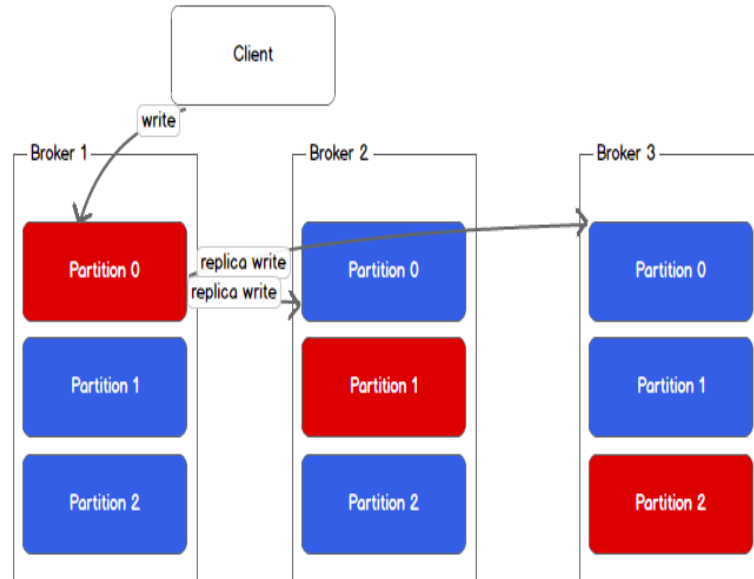 Client
write
Broker 1
Broker 2
Broker 3
Partition 0
replica write
replica write
Partition 0
Partition 0
Partition 1
Partition 1
Partition 1
Partition 2
Partition 2
Partition 2